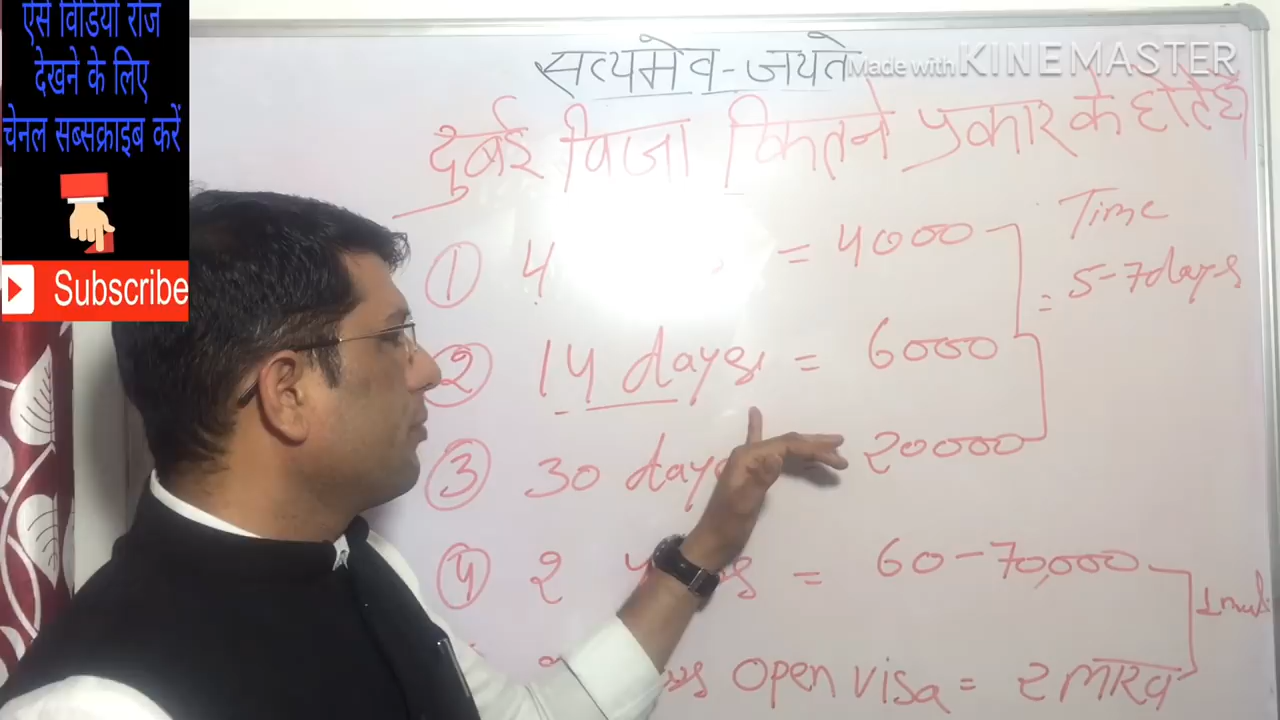 ऐसे विडियो रोज
देखने के लिए
चेनल सब्सक्राइब करें
Subscribe
Made with KINEMASTER
सत्यमेव-जयते
दुबई विजा कितने प्रकार के होते है
① 4 = 4000
② 14 days = 6000
③ 30 days 20000
Time
= 5-7days
④ 2 = 60-70,000
open visa = 2 लाख